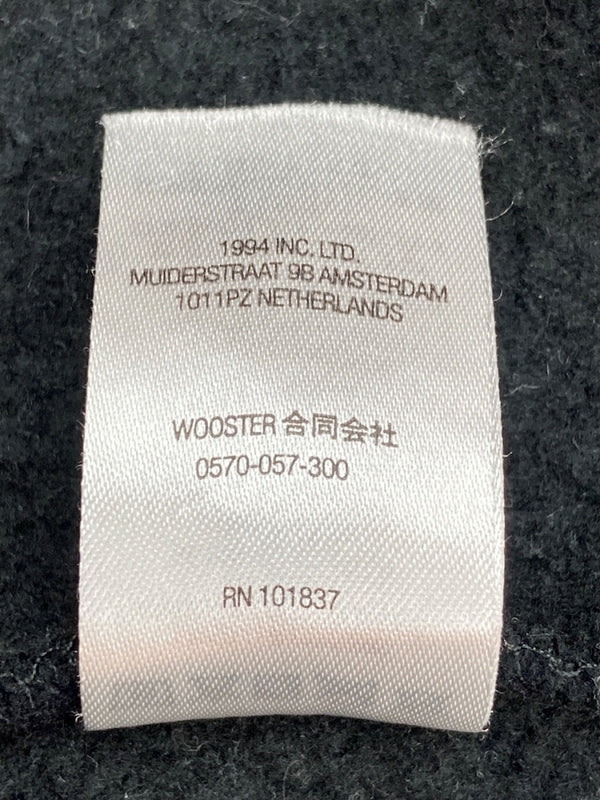 1994 INC. LTD.
MUIDERSTRAAT 9B AMSTERDAM
1011PZ NETHERLANDS
WOOSTER 合同会社
0570-057-300
RN 101837